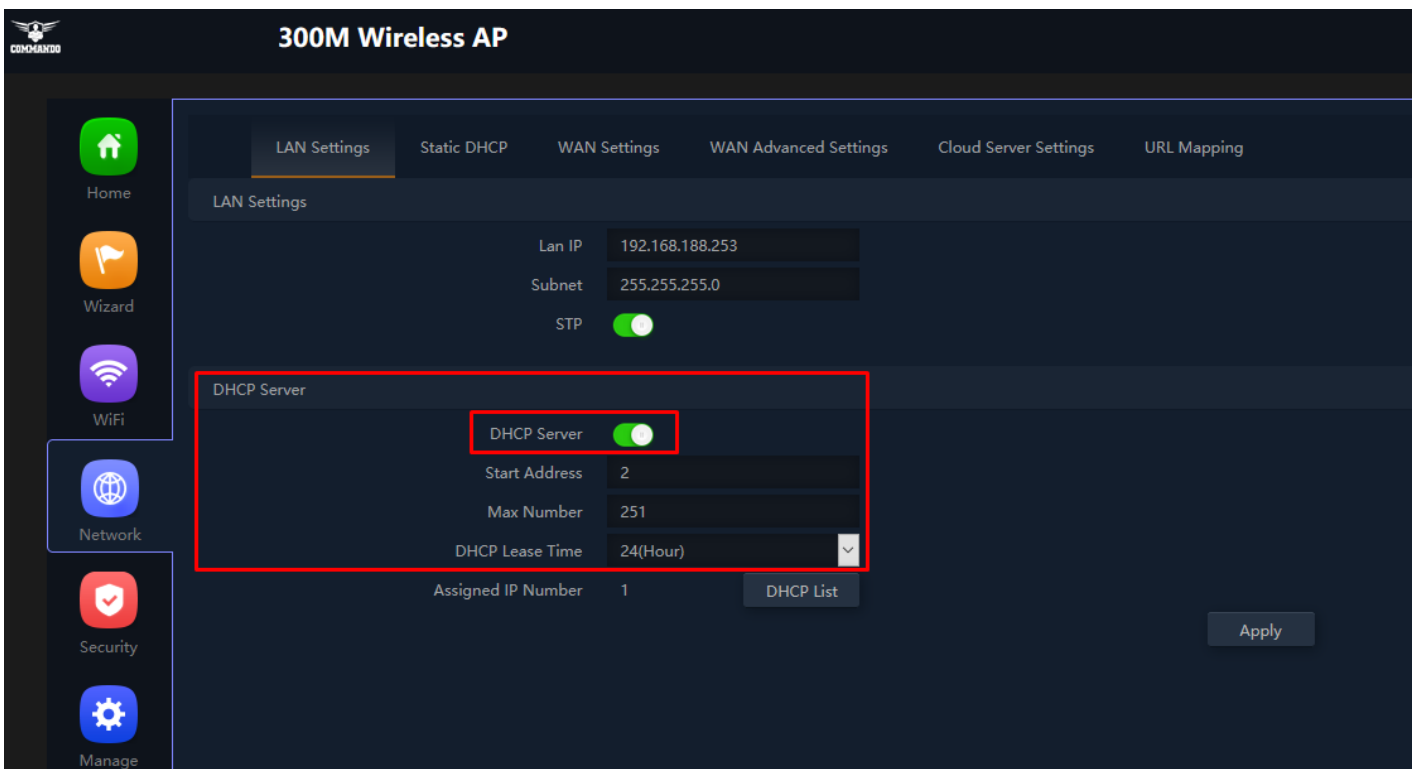 COMMANDO
300M Wireless AP
LAN Settings Static DHCP WAN Settings WAN Advanced Settings Cloud Server Settings URL Mapping
Home
LAN Settings
Lan IP 192.168.188.253
Subnet 255.255.255.0
Wizard
STP
DHCP Server
WiFi
DHCP Server
Start Address 2
Max Number 251
Network
DHCP Lease Time 24(Hour)
Assigned IP Number 1 DHCP List
Apply
Security
Manage